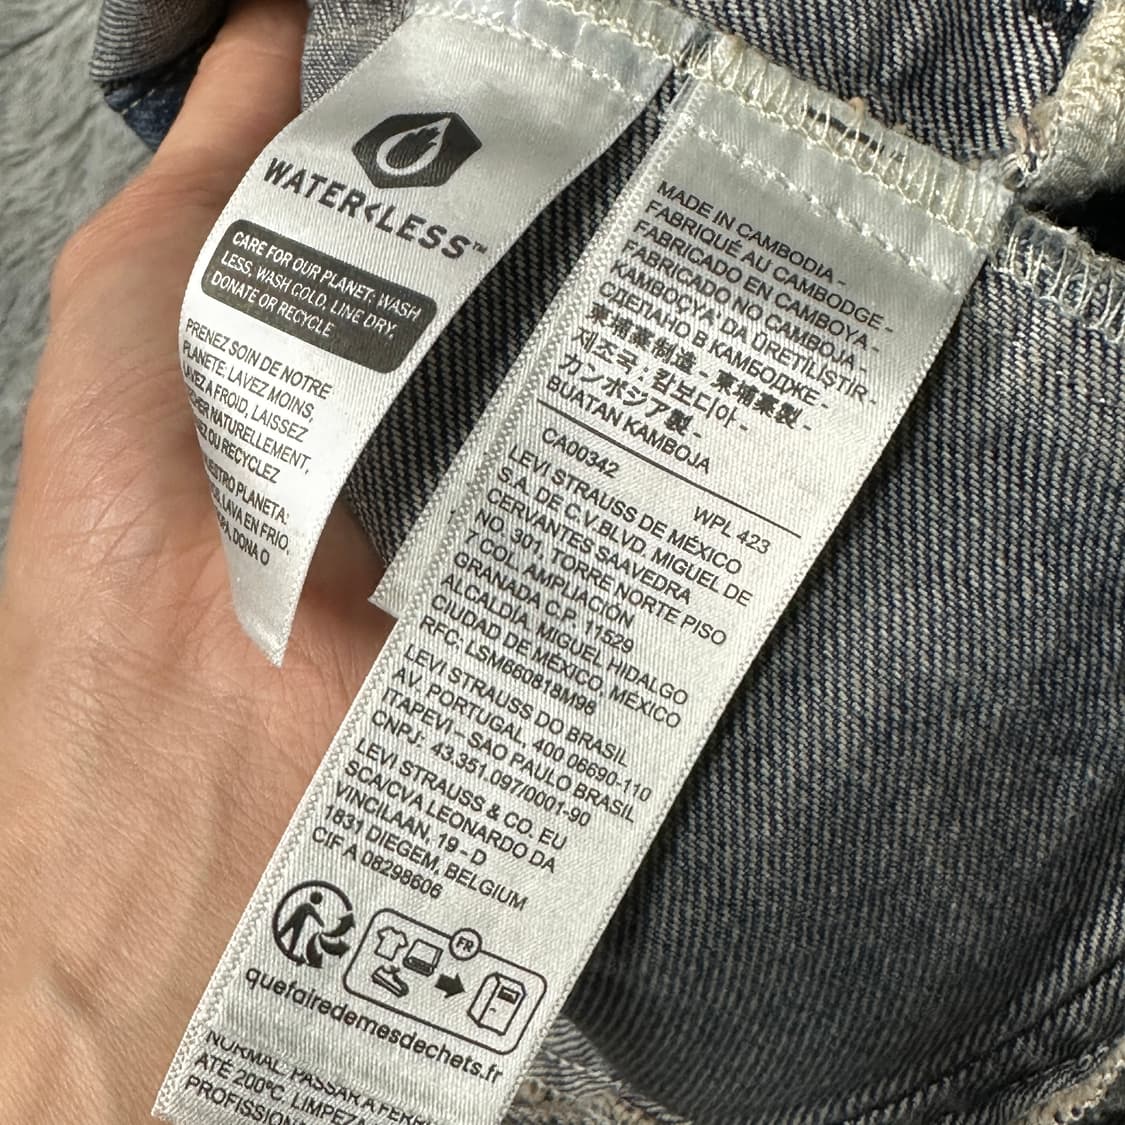 WATER<LESS™
CARE FOR OUR PLANET: WASH
LESS, WASH COLD, LINE DRY,
DONATE OR RECYCLE
PRENEZ SOIN DE NOTRE
PLANÈTE: LAVEZ MOINS,
LAVEZ À FROID, LAISSEZ
NATURELLEMENT,
OU RECYCLEZ
PLANETA:
LAVA EN FRIO,
DONA O
MADE IN CAMBODIA -
FABRIQUÉ AU CAMBODGE -
FABRICADO EN CAMBOYA -
FABRICADO NO CAMBOJA -
KAMBOÇYA' DA ÜRETILIŞTIR -
СДЕЛАНО В КАМБОДЖЕ -
柬埔寨制造 - 柬埔寨製 -
제조국 : 캄보디아 -
カンボジア製 -
BUATAN KAMBOJA
CA00342 WPL 423
LEVI STRAUSS DE MÉXICO
S.A. DE C.V.BLVD. MIGUEL DE
CERVANTES SAAVEDRA
NO. 301, TORRE NORTE PISO
7 COL. AMPLIACIÓN
GRANADA C.P. 11529
ALCALDÍA, MIGUEL HIDALGO
CIUDAD DE MEXICO, MÉXICO
RFC: LSM660818M98
LEVI STRAUSS DO BRASIL
AV. PORTUGAL, 400 06690-110
ITAPEVI – SAO PAULO BRASIL
CNPJ: 43.351.097/0001-90
LEVI STRAUSS & CO. EU
SCA/CVA LEONARDO DA
VINCILAAN, 19 - D
1831 DIEGEM, BELGIUM
CIF A 08298606
FR
quefairedemesdechets.fr
NORMAL. PASSAR A FERRO
ATÉ 200ºC. LIMPEZA